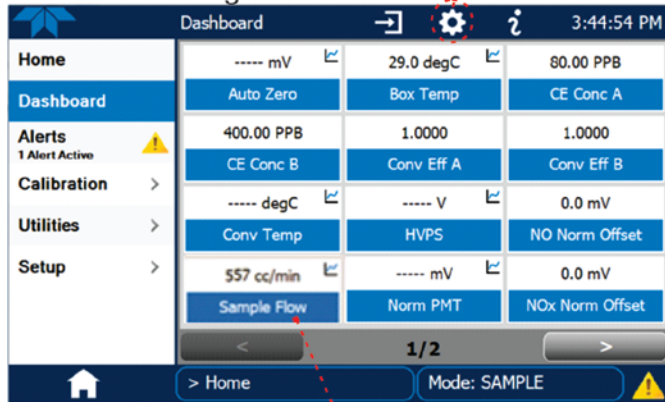 Dashboard
3:44:54 PM
Home
Dashboard
Alerts
1 Alert Active
Calibration >
Utilities >
Setup >
----- mV
29.0 degC
80.00 PPB
Auto Zero
Box Temp
CE Conc A
400.00 PPB
1.0000
1.0000
CE Conc B
Conv Eff A
Conv Eff B
----- degC
----- V
0.0 mV
Conv Temp
HVPS
NO Norm Offset
557 cc/min
----- mV
0.0 mV
Sample Flow
Norm PMT
NOx Norm Offset
< 1/2 >
> Home
Mode: SAMPLE